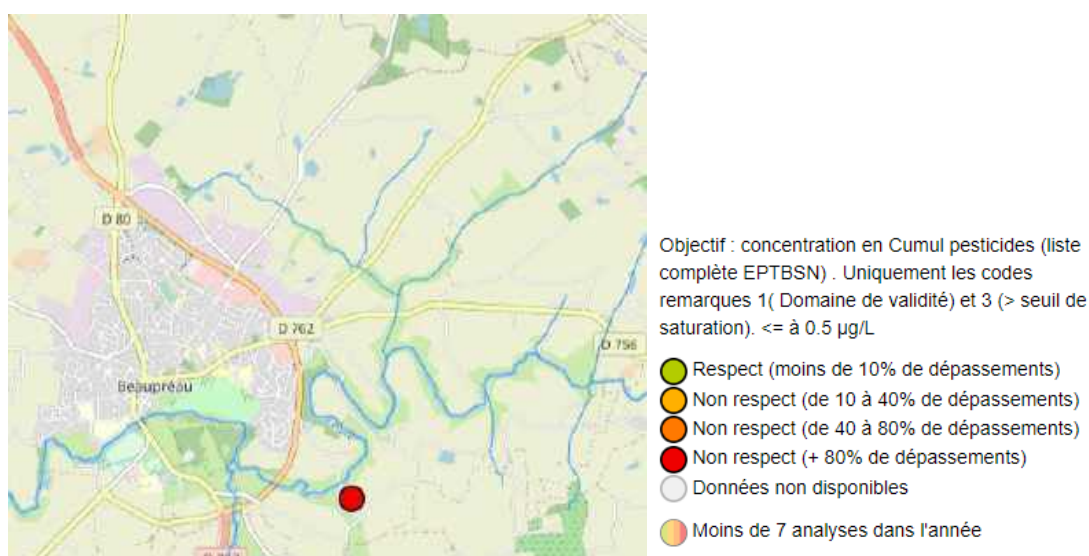 D 80
D 762
D 756
Beaupréau
Objectif : concentration en Cumul pesticides (liste
complète EPTBSN) . Uniquement les codes
remarques 1( Domaine de validité) et 3 (> seuil de
saturation). <= à 0.5 µg/L
Respect (moins de 10% de dépassements)
Non respect (de 10 à 40% de dépassements)
Non respect (de 40 à 80% de dépassements)
Non respect (+ 80% de dépassements)
Données non disponibles
Moins de 7 analyses dans l'année